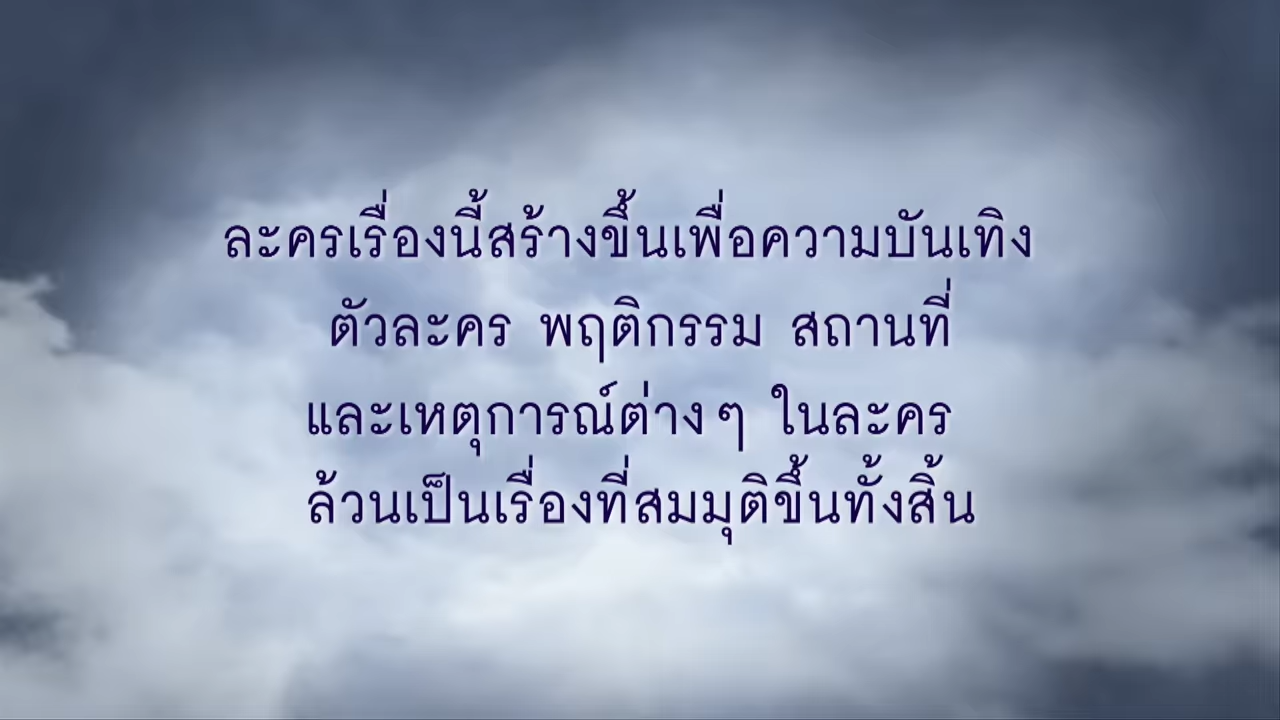 ละครเรื่องนี้สร้างขึ้นเพื่อความบันเทิง
ตัวละคร พฤติกรรม สถานที่
และเหตุการณ์ต่างๆ ในละคร
ล้วนเป็นเรื่องที่สมมุติขึ้นทั้งสิ้น